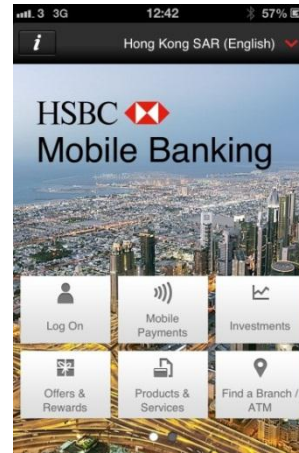 3 3G 12:42 57%
i Hong Kong SAR (English)
HSBC
Mobile Banking
Log On
Mobile
Payments
Investments
Offers &
Rewards
Products &
Services
Find a Branch /
ATM